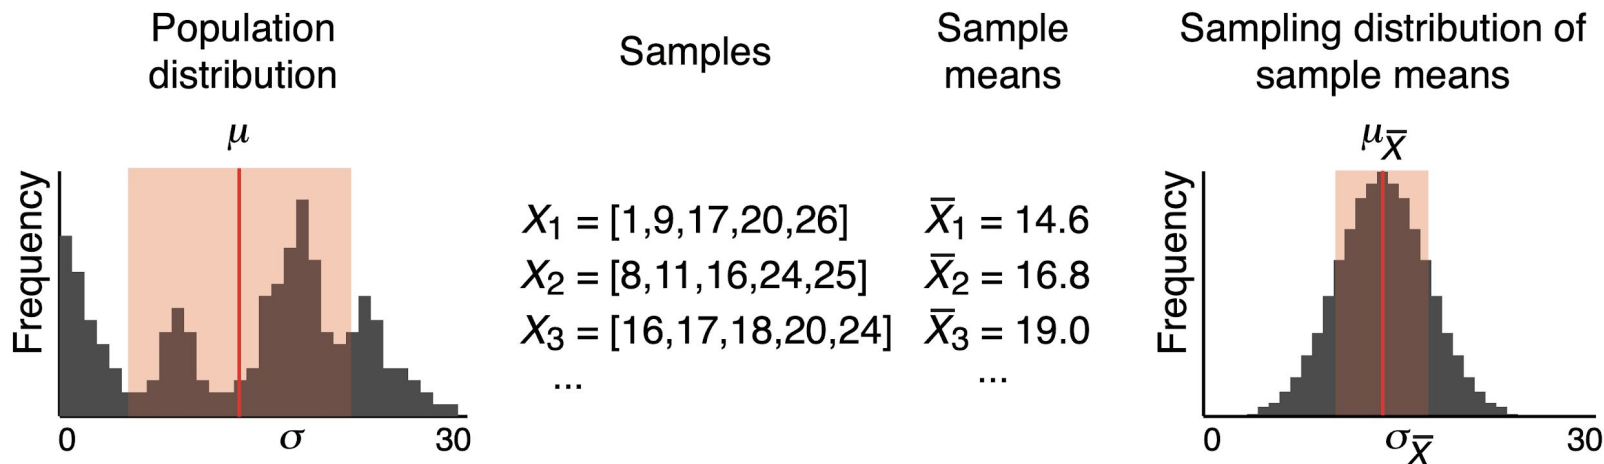 Population
distribution
μ
Frequency
0
σ
30
Samples
X₁ = [1,9,17,20,26]
X₂ = [8,11,16,24,25]
X₃ = [16,17,18,20,24]
...
Sample
means
X̅₁ = 14.6
X̅₂ = 16.8
X̅₃ = 19.0
...
Sampling distribution of
sample means
μ_X̅
Frequency
0
σ_X̅
30